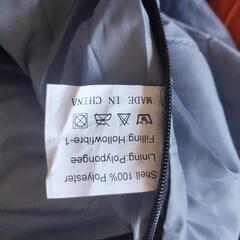 Shell:100% Polyester
Lining:Polypongee
Filling:Hollowfibre-1
MADE IN CHINA